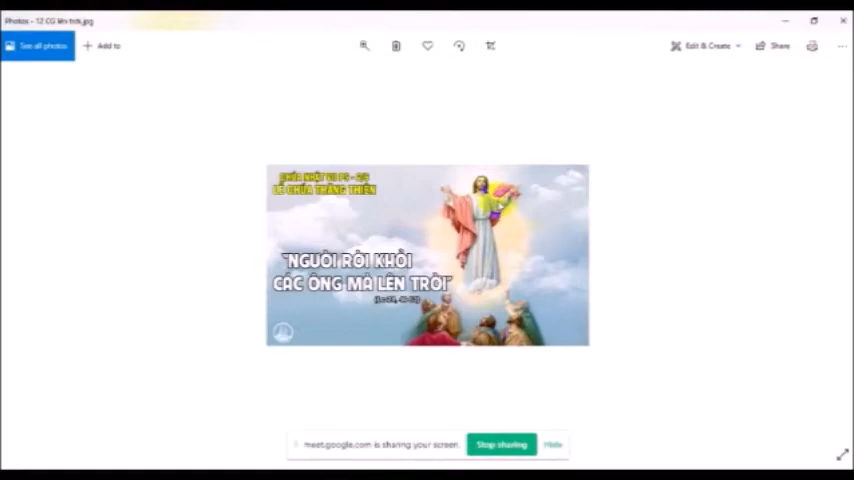 Photos - 12 CG lên trời.jpg
See all photos
Add to
Edit & Create
Share
CHÚA NHẬT VII PS -
LỄ CHÚA THĂNG THIÊN
"NGƯỜI RỜI KHỎI
CÁC ÔNG MÀ LÊN TRỜI"
meet.google.com is sharing your screen.
Stop sharing
Hide